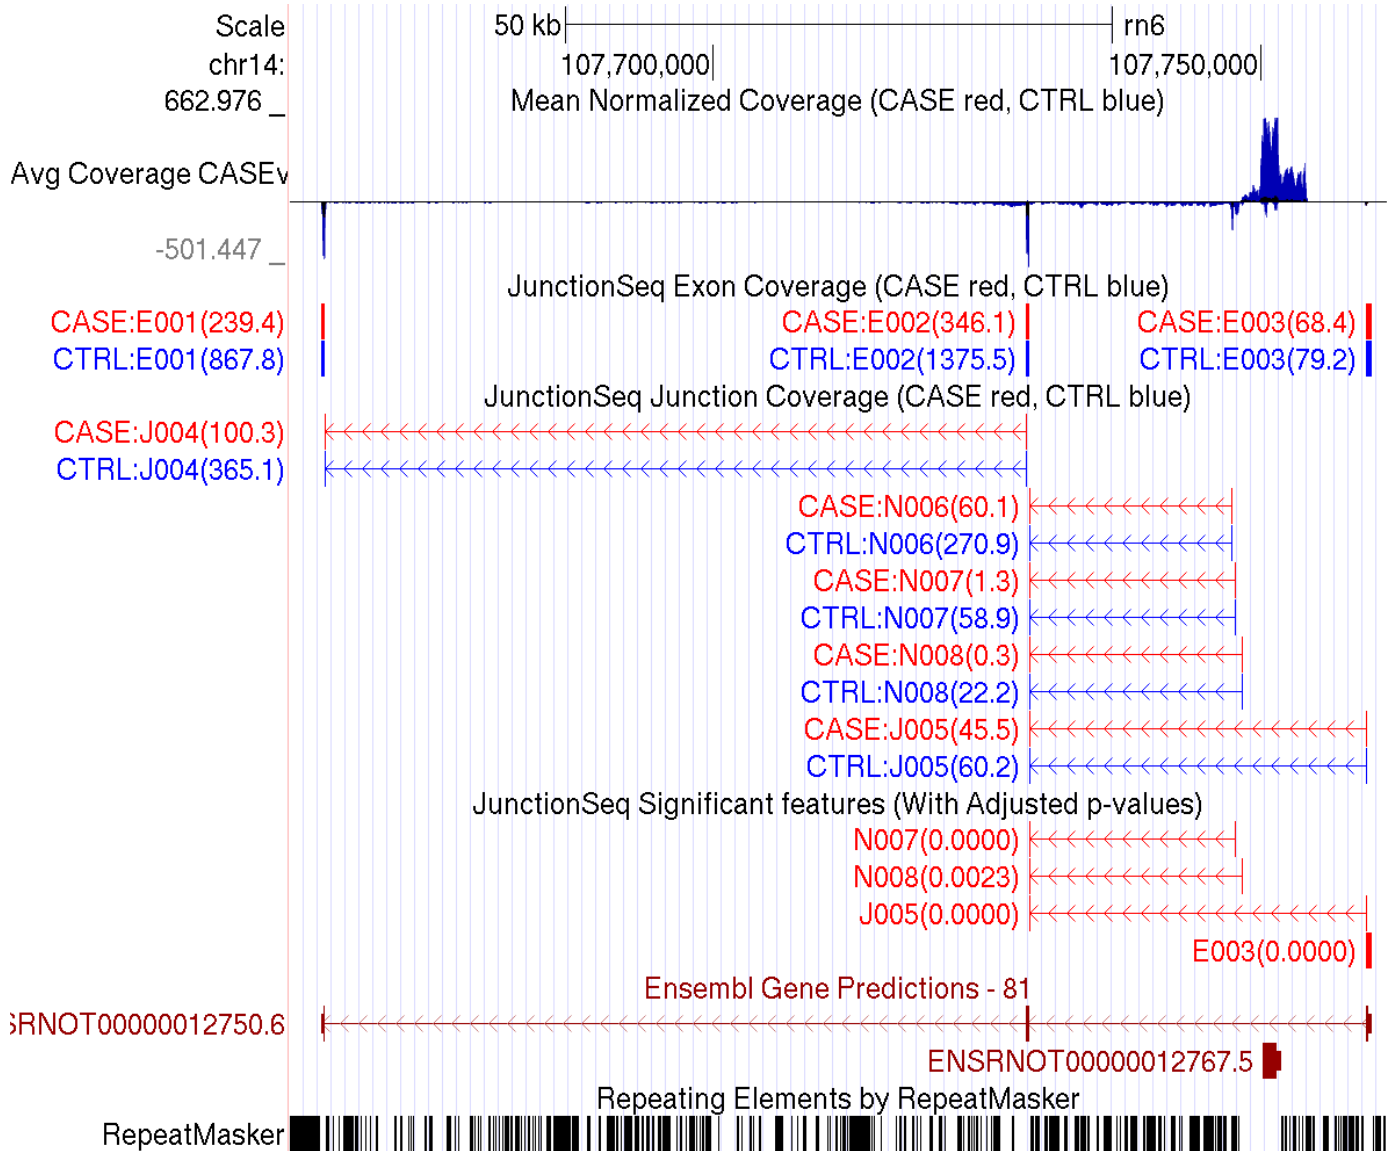 Scale 50 kb rn6
chr14: 107,700,000 107,750,000
662.976 _ Mean Normalized Coverage (CASE red, CTRL blue)
Avg Coverage CASEv
-501.447 _
JunctionSeq Exon Coverage (CASE red, CTRL blue)
CASE:E001(239.4) CASE:E002(346.1) CASE:E003(68.4)
CTRL:E001(867.8) CTRL:E002(1375.5) CTRL:E003(79.2)
JunctionSeq Junction Coverage (CASE red, CTRL blue)
CASE:J004(100.3)
CTRL:J004(365.1)
CASE:N006(60.1)
CTRL:N006(270.9)
CASE:N007(1.3)
CTRL:N007(58.9)
CASE:N008(0.3)
CTRL:N008(22.2)
CASE:J005(45.5)
CTRL:J005(60.2)
JunctionSeq Significant features (With Adjusted p-values)
N007(0.0000)
N008(0.0023)
J005(0.0000)
E003(0.0000)
Ensembl Gene Predictions - 81
SRNOT00000012750.6
ENSRNOT00000012767.5
Repeating Elements by RepeatMasker
RepeatMasker